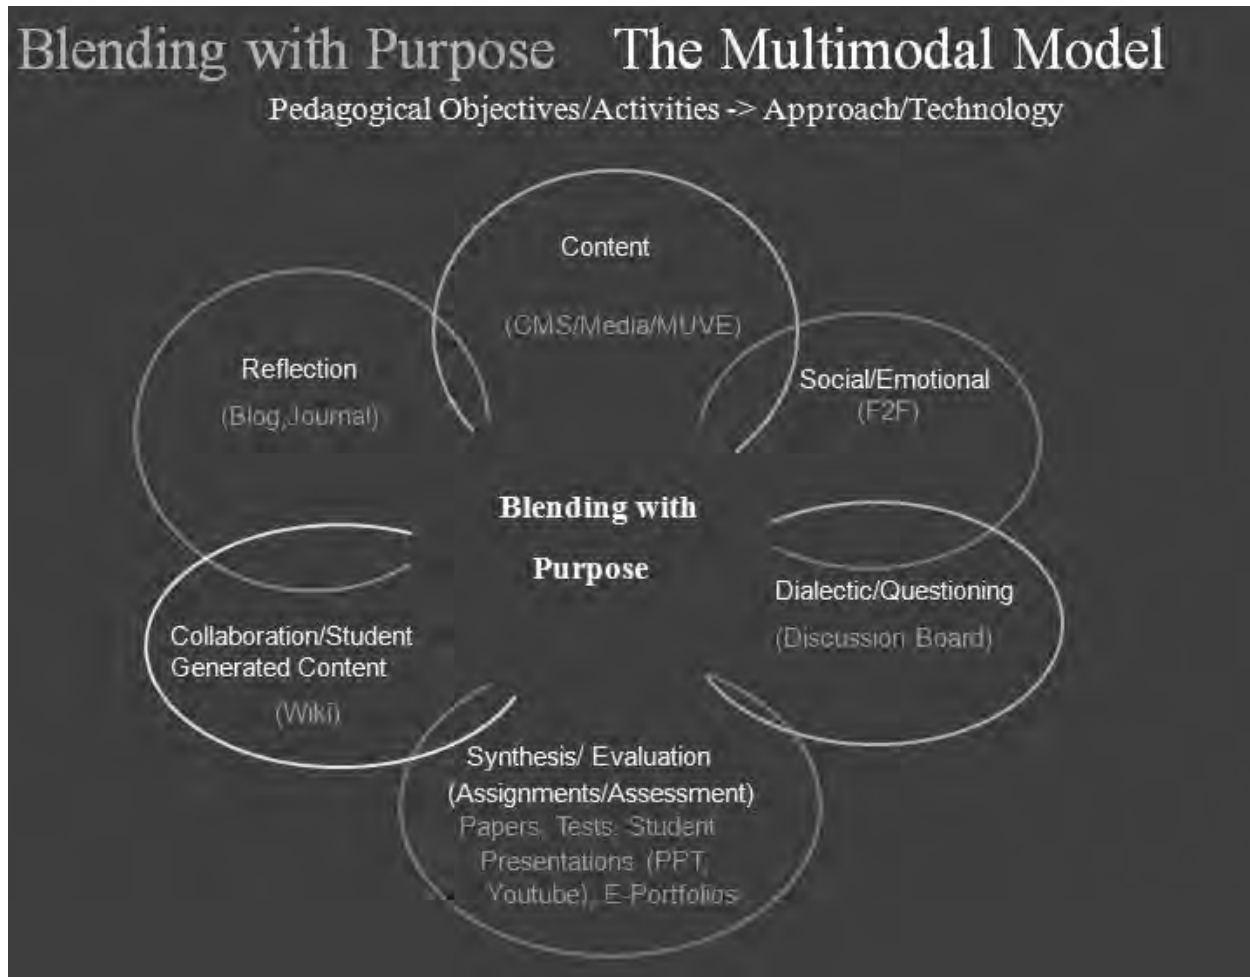 Blending with Purpose The Multimodal Model
Pedagogical Objectives/Activities -> Approach/Technology
Content
(CMS/Media/MUVE)
Reflection
(Blog,Journal)
Social/Emotional
(F2F)
Blending with
Purpose
Dialectic/Questioning
(Discussion Board)
Collaboration/Student
Generated Content
(Wiki)
Synthesis/ Evaluation
(Assignments/Assessment)
Papers, Tests, Student
Presentations (PPT,
Youtube), E-Portfolios